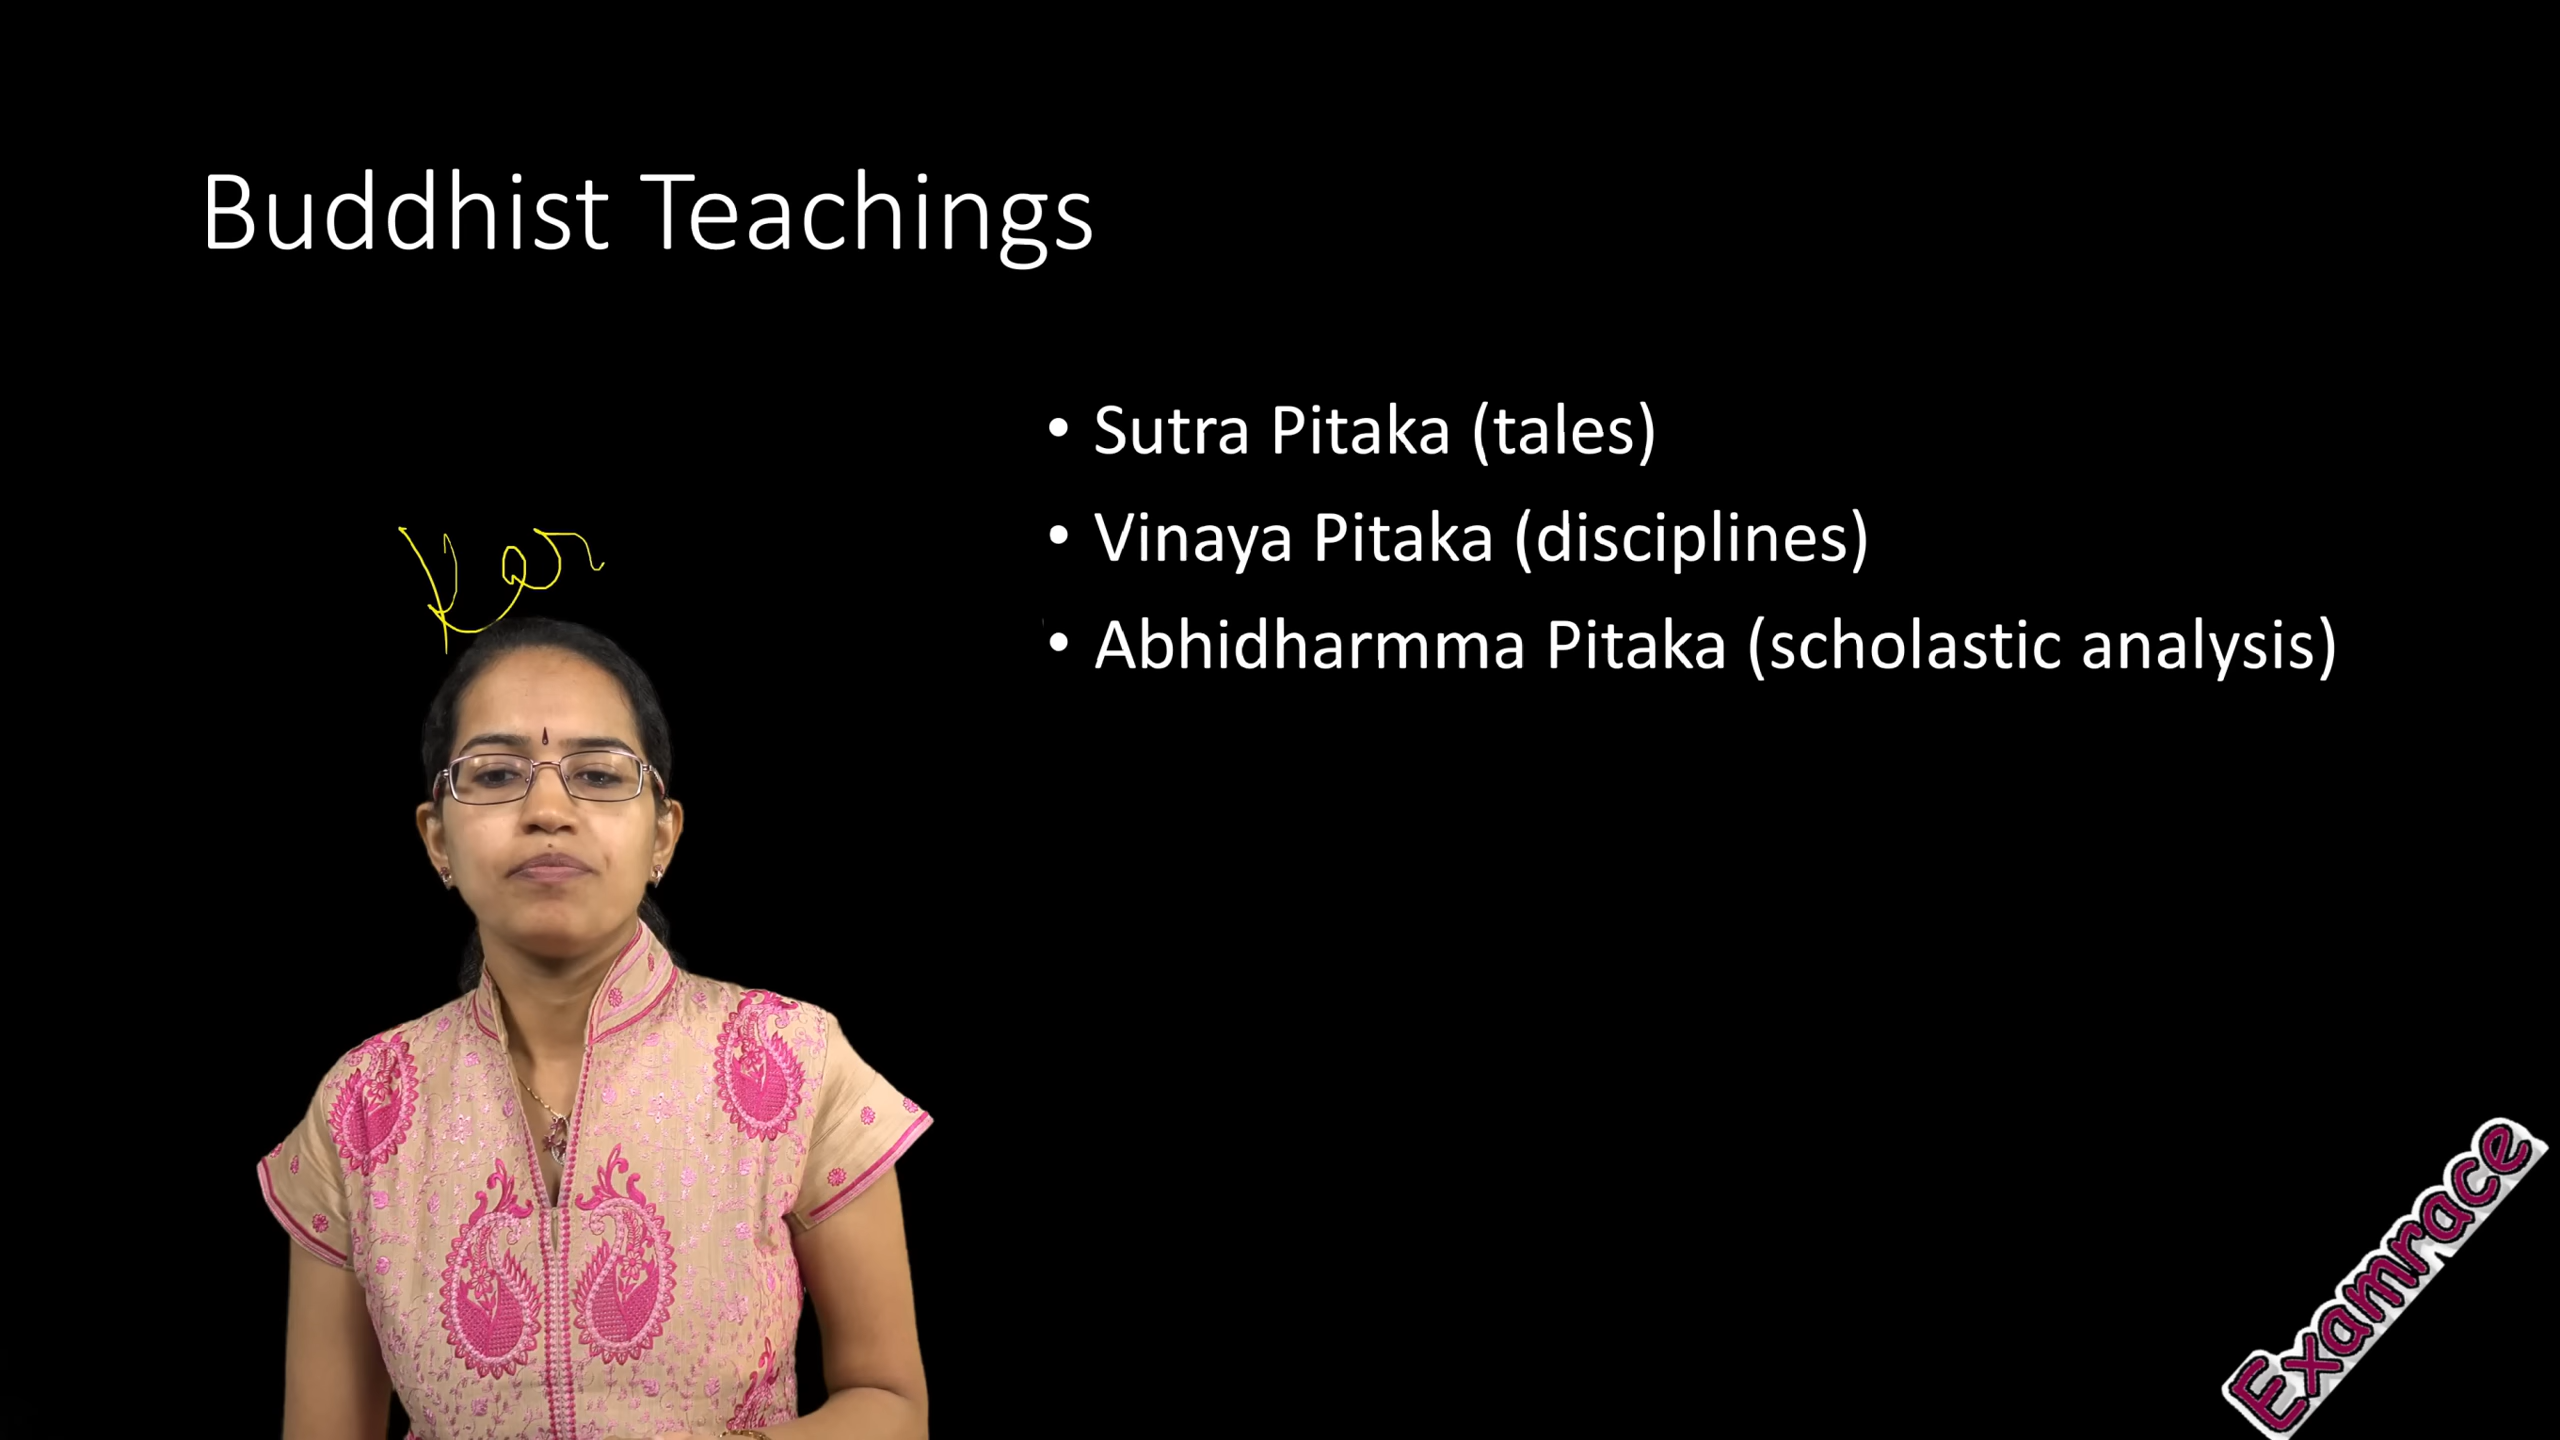 Buddhist Teachings
• Sutra Pitaka (tales)
• Vinaya Pitaka (disciplines)
• Abhidharmma Pitaka (scholastic analysis)
Examrace